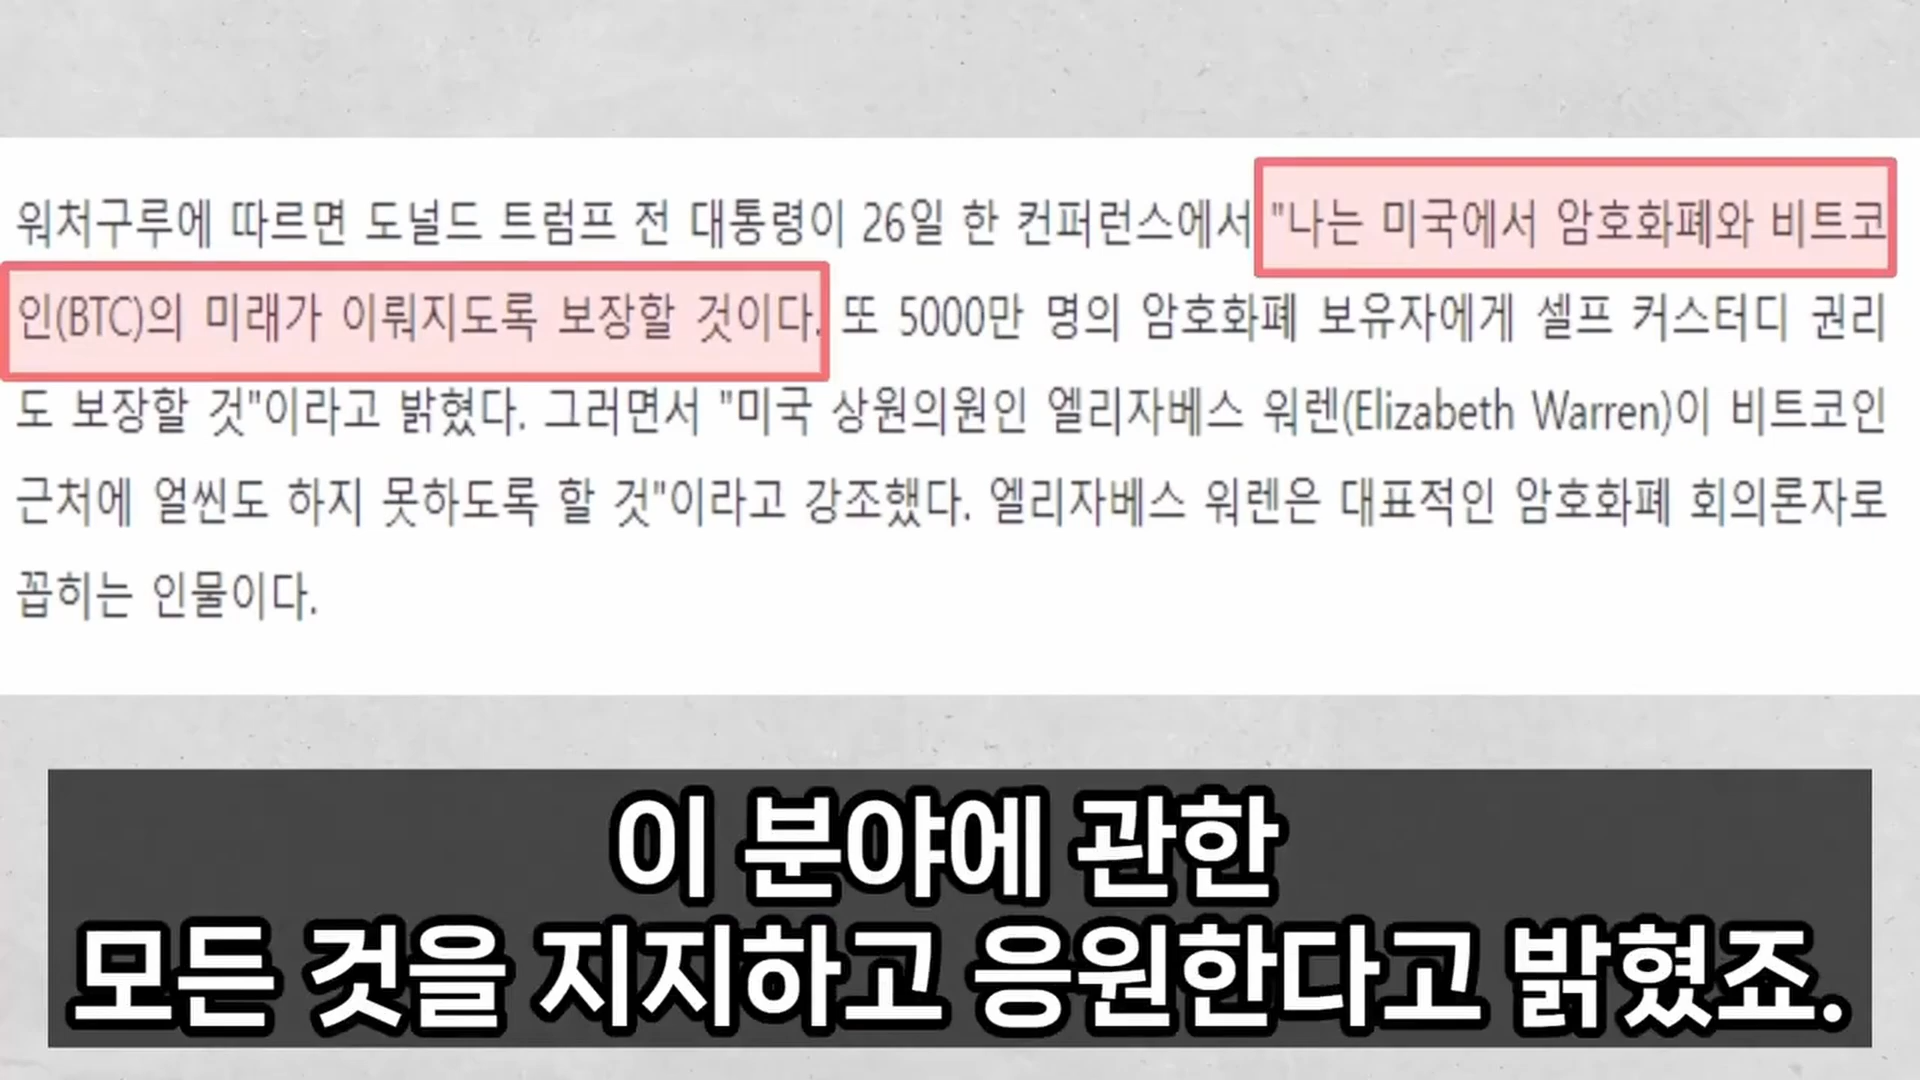 워처구루에 따르면 도널드 트럼프 전 대통령이 26일 한 컨퍼런스에서 "나는 미국에서 암호화폐와 비트코
인(BTC)의 미래가 이뤄지도록 보장할 것이다. 또 5000만 명의 암호화폐 보유자에게 셀프 커스터디 권리
도 보장할 것"이라고 밝혔다. 그러면서 "미국 상원의원인 엘리자베스 워렌(Elizabeth Warren)이 비트코인
근처에 얼씬도 하지 못하도록 할 것"이라고 강조했다. 엘리자베스 워렌은 대표적인 암호화폐 회의론자로
꼽히는 인물이다.
이 분야에 관한
모든 것을 지지하고 응원한다고 밝혔죠.